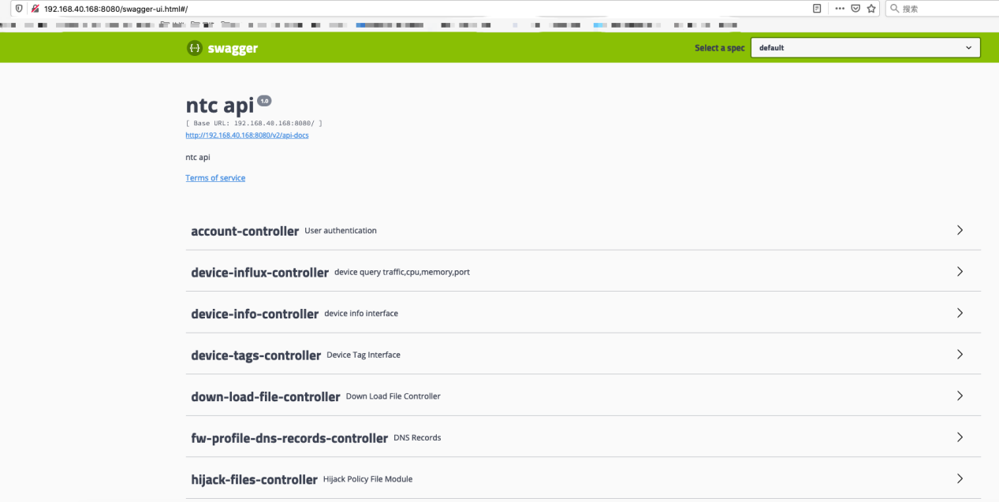 192.168.40.168:8080/swagger-ui.html#/
搜索
swagger
Select a spec
default
ntc api 1.0
[ Base URL: 192.168.40.168:8080/ ]
http://192.168.40.168:8080/v2/api-docs
ntc api
Terms of service
account-controller User authentication
device-influx-controller device query traffic,cpu,memory,port
device-info-controller device info interface
device-tags-controller Device Tag Interface
down-load-file-controller Down Load File Controller
fw-profile-dns-records-controller DNS Records
hijack-files-controller Hijack Policy File Module